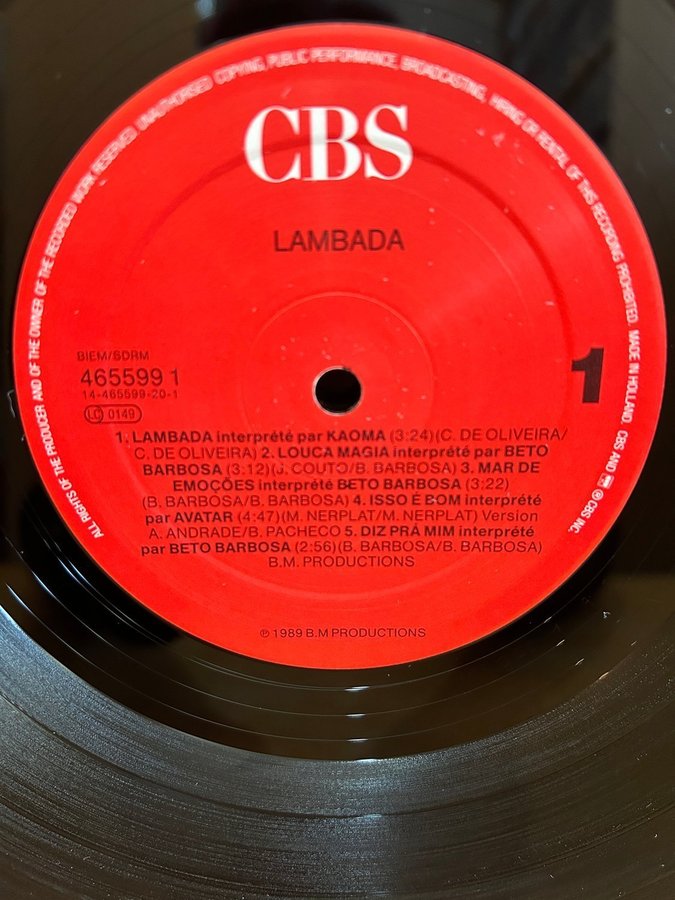 ALL RIGHTS OF THE PRODUCER AND OF THE OWNER OF THE RECORDED WORK RESERVED. UNAUTHORISED COPYING, PUBLIC PERFORMANCE, BROADCASTING, HIRING OR RENTAL OF THIS RECORDING PROHIBITED. MADE IN HOLLAND. CBS AND ® CBS INC.
CBS
LAMBADA
BIEM/SDRM
465599 1
14-465599-20-1
LC 0149
1
1. LAMBADA interprété par KAOMA (3:24)(C. DE OLIVEIRA/
C. DE OLIVEIRA) 2. LOUCA MAGIA interprété par BETO
BARBOSA (3:12)(J. COUTO/B. BARBOSA) 3. MAR DE
EMOÇÕES interprété BETO BARBOSA (3:22)
(B. BARBOSA/B. BARBOSA) 4. ISSO É BOM interprété
par AVATAR (4:47)(M. NERPLAT/M. NERPLAT) Version
A. ANDRADE/B. PACHECO 5. DIZ PRÁ MIM interprété
par BETO BARBOSA (2:56)(B. BARBOSA/B. BARBOSA)
B.M. PRODUCTIONS
℗ 1989 B.M PRODUCTIONS